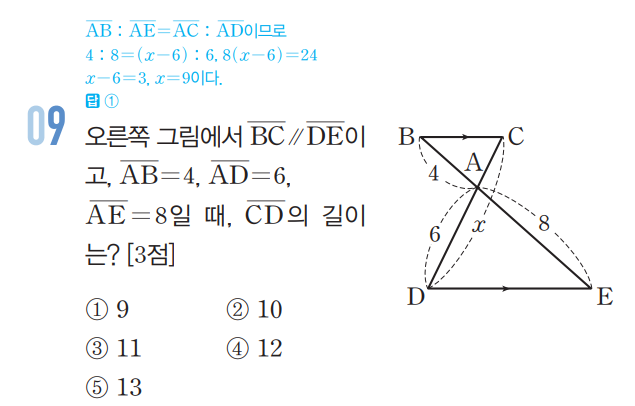 AB : AE=AC : AD이므로
4 : 8=(x-6) : 6, 8(x-6)=24
x-6=3, x=9이다.
답 ①
09
오른쪽 그림에서 BC∥DE이
고, AB=4, AD=6,
AE=8일 때, CD의 길이
는? [3점]
① 9 ② 10
③ 11 ④ 12
⑤ 13
B C
A
4
6 x 8
D E